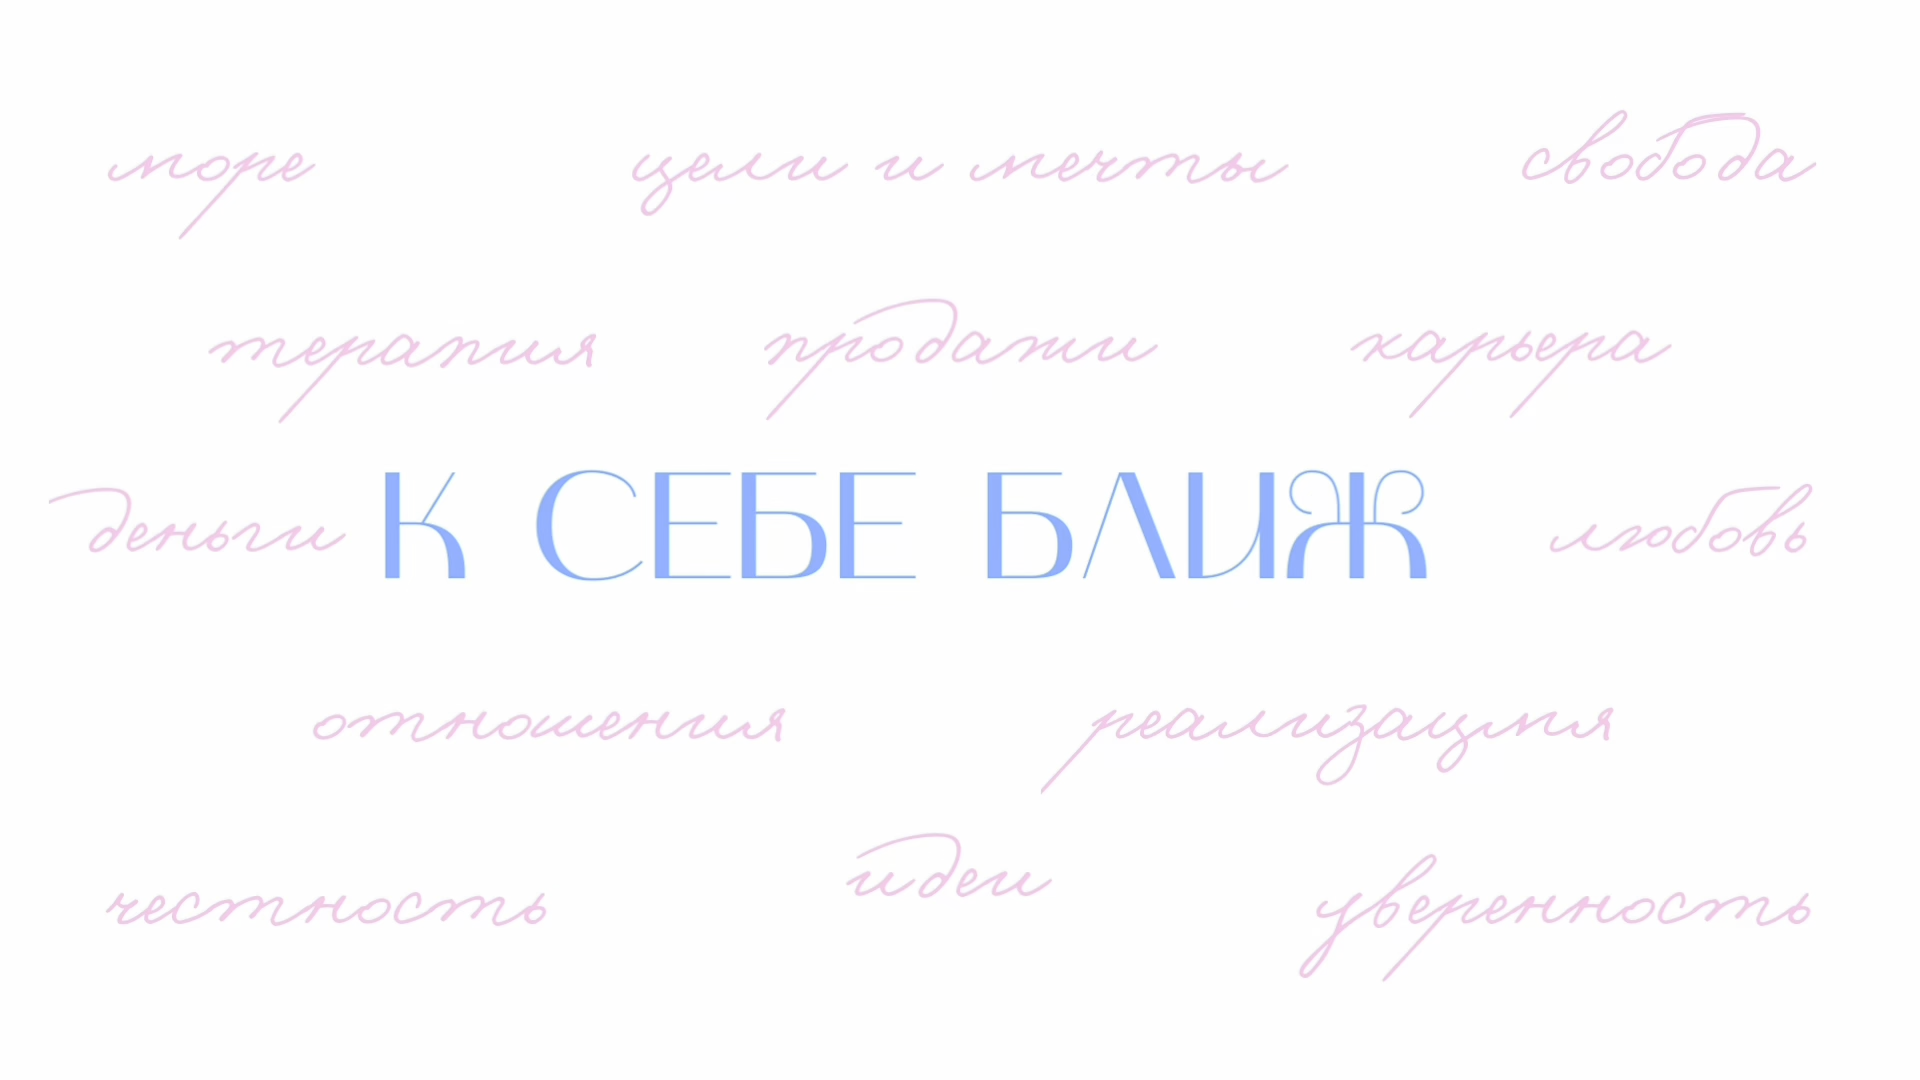 море цели и мечты свобода
терапия продажи карьера
деньги К СЕБЕ БЛИЖ любовь
отношения реализация
честность идеи уверенность